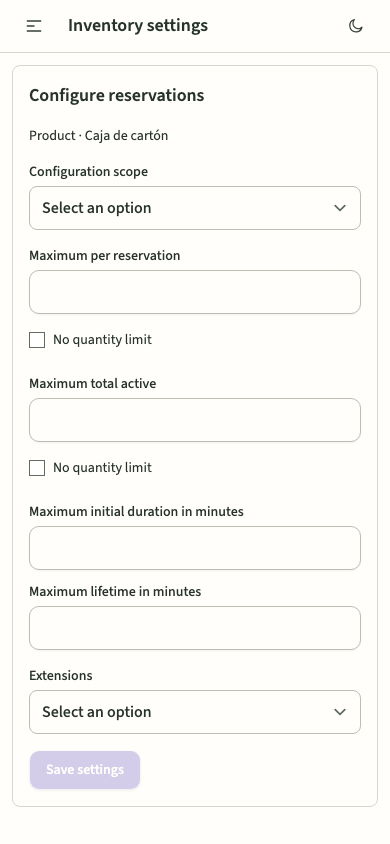 Inventory settings
Configure reservations
Product · Caja de cartón
Configuration scope
Select an option
Maximum per reservation
No quantity limit
Maximum total active
No quantity limit
Maximum initial duration in minutes
Maximum lifetime in minutes
Extensions
Select an option
Save settings